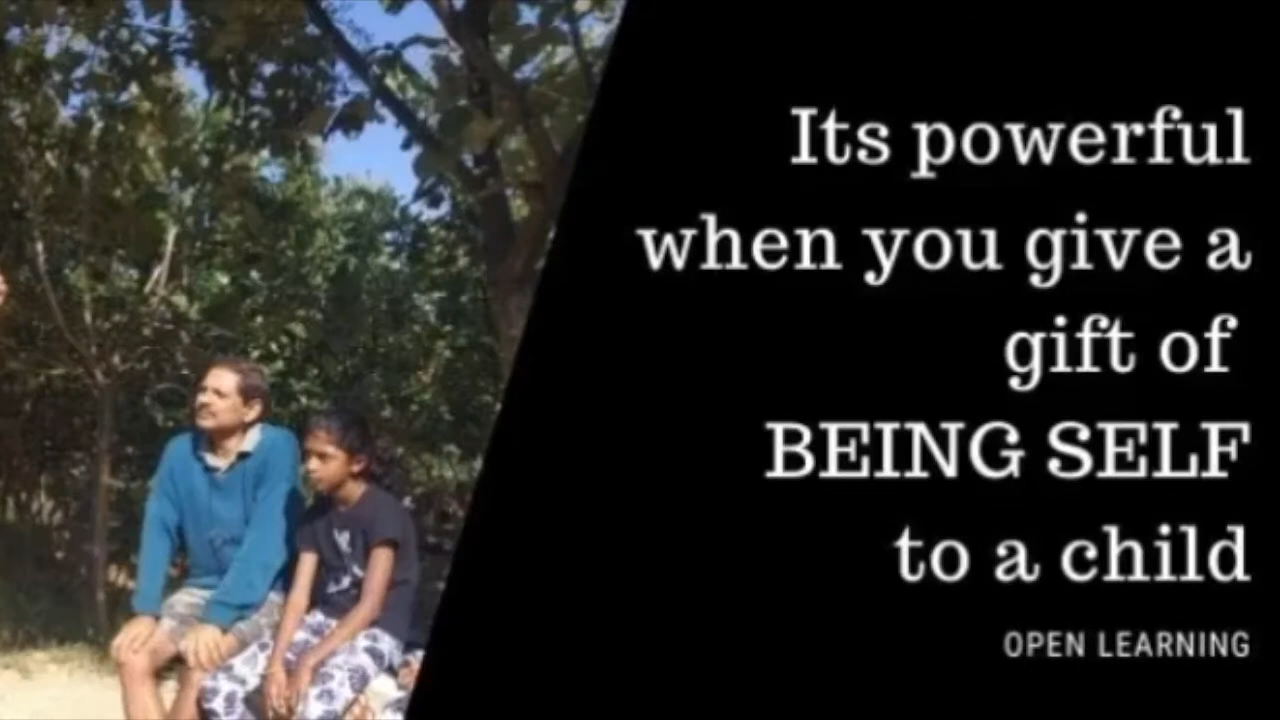 Its powerful
when you give a
gift of
BEING SELF
to a child
OPEN LEARNING